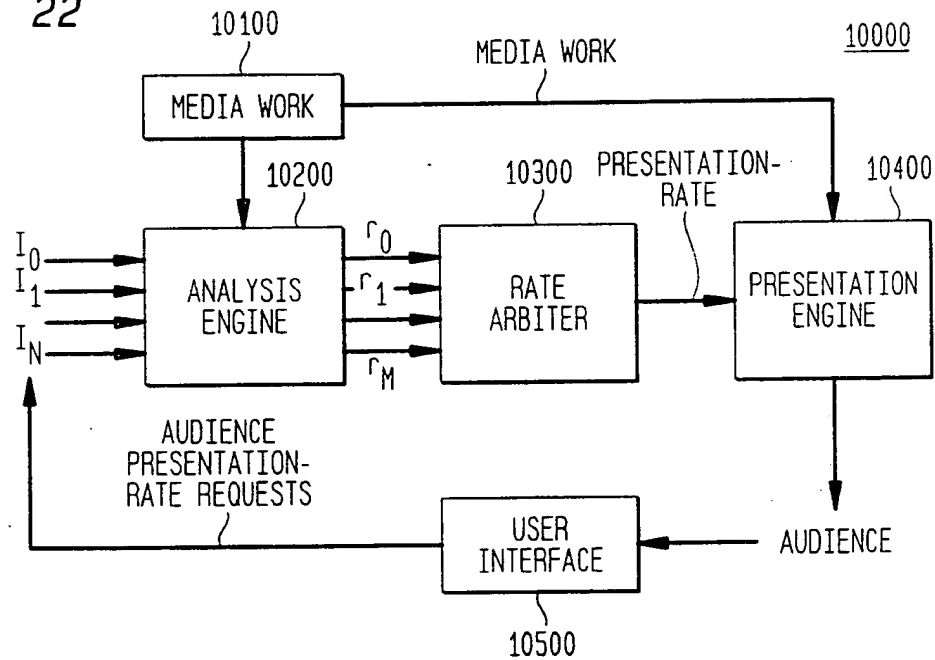 22
10100
MEDIA WORK
10000
MEDIA WORK
10200
10300
PRESENTATION-
RATE
10400
I0
I1
IN
ANALYSIS
ENGINE
r0
r1
rM
RATE
ARBITER
PRESENTATION
ENGINE
AUDIENCE
PRESENTATION-
RATE REQUESTS
USER
INTERFACE
AUDIENCE
10500